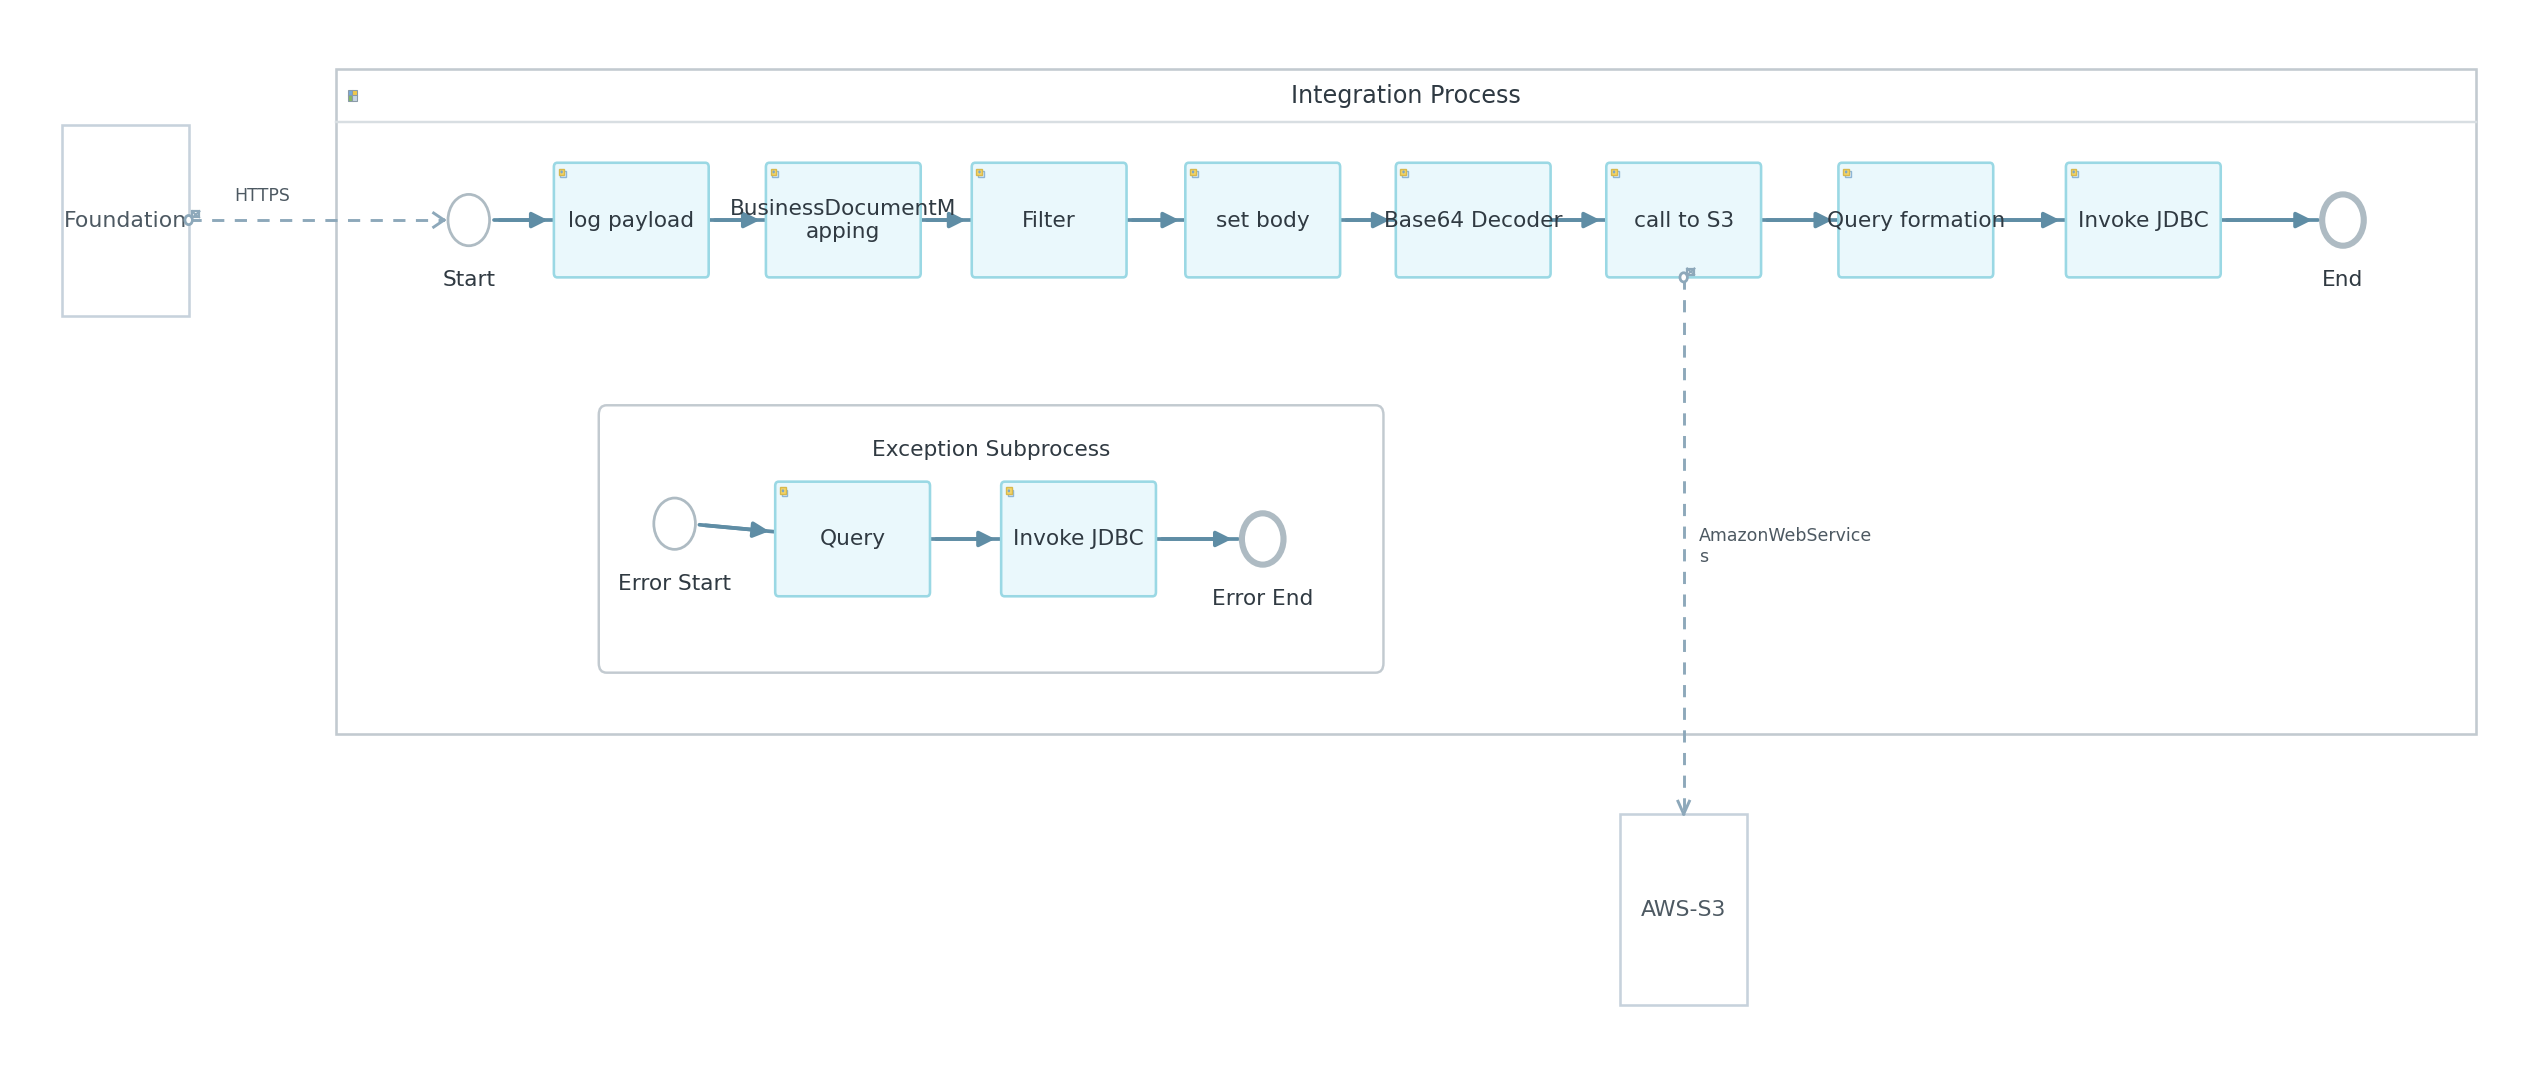 Integration Process
Foundation
HTTPS
Start
log payload
BusinessDocumentM
apping
Filter
set body
Base64 Decoder
call to S3
Query formation
Invoke JDBC
End
Exception Subprocess
Error Start
Query
Invoke JDBC
Error End
AmazonWebService
s
AWS-S3